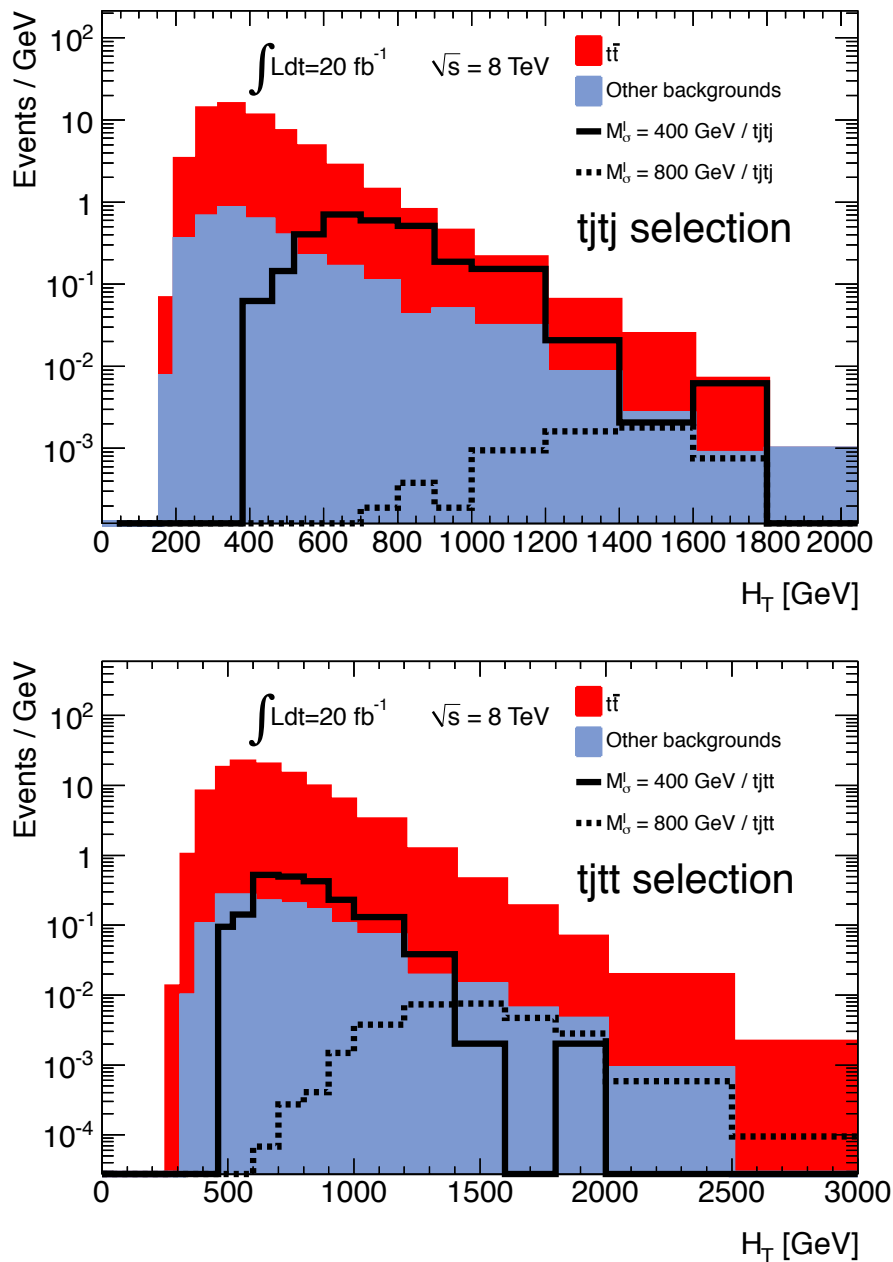 Events / GeV
10²
10
1
10⁻¹
10⁻²
10⁻³
∫Ldt=20 fb⁻¹ √s = 8 TeV
tt̄
Other backgrounds
M^I_σ = 400 GeV / tjtj
M^I_σ = 800 GeV / tjtj
tjtj selection
0 200 400 600 800 1000 1200 1400 1600 1800 2000
H_T [GeV]
Events / GeV
10²
10
1
10⁻¹
10⁻²
10⁻³
10⁻⁴
∫Ldt=20 fb⁻¹ √s = 8 TeV
tt̄
Other backgrounds
M^I_σ = 400 GeV / tjtt
M^I_σ = 800 GeV / tjtt
tjtt selection
0 500 1000 1500 2000 2500 3000
H_T [GeV]